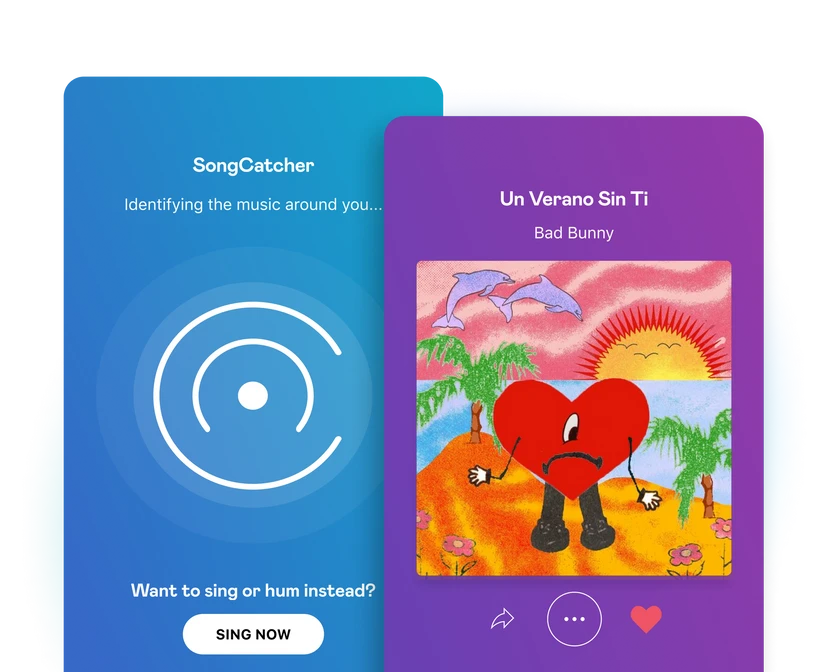 SongCatcher
Identifying the music around you...
Want to sing or hum instead?
SING NOW
Un Verano Sin Ti
Bad Bunny